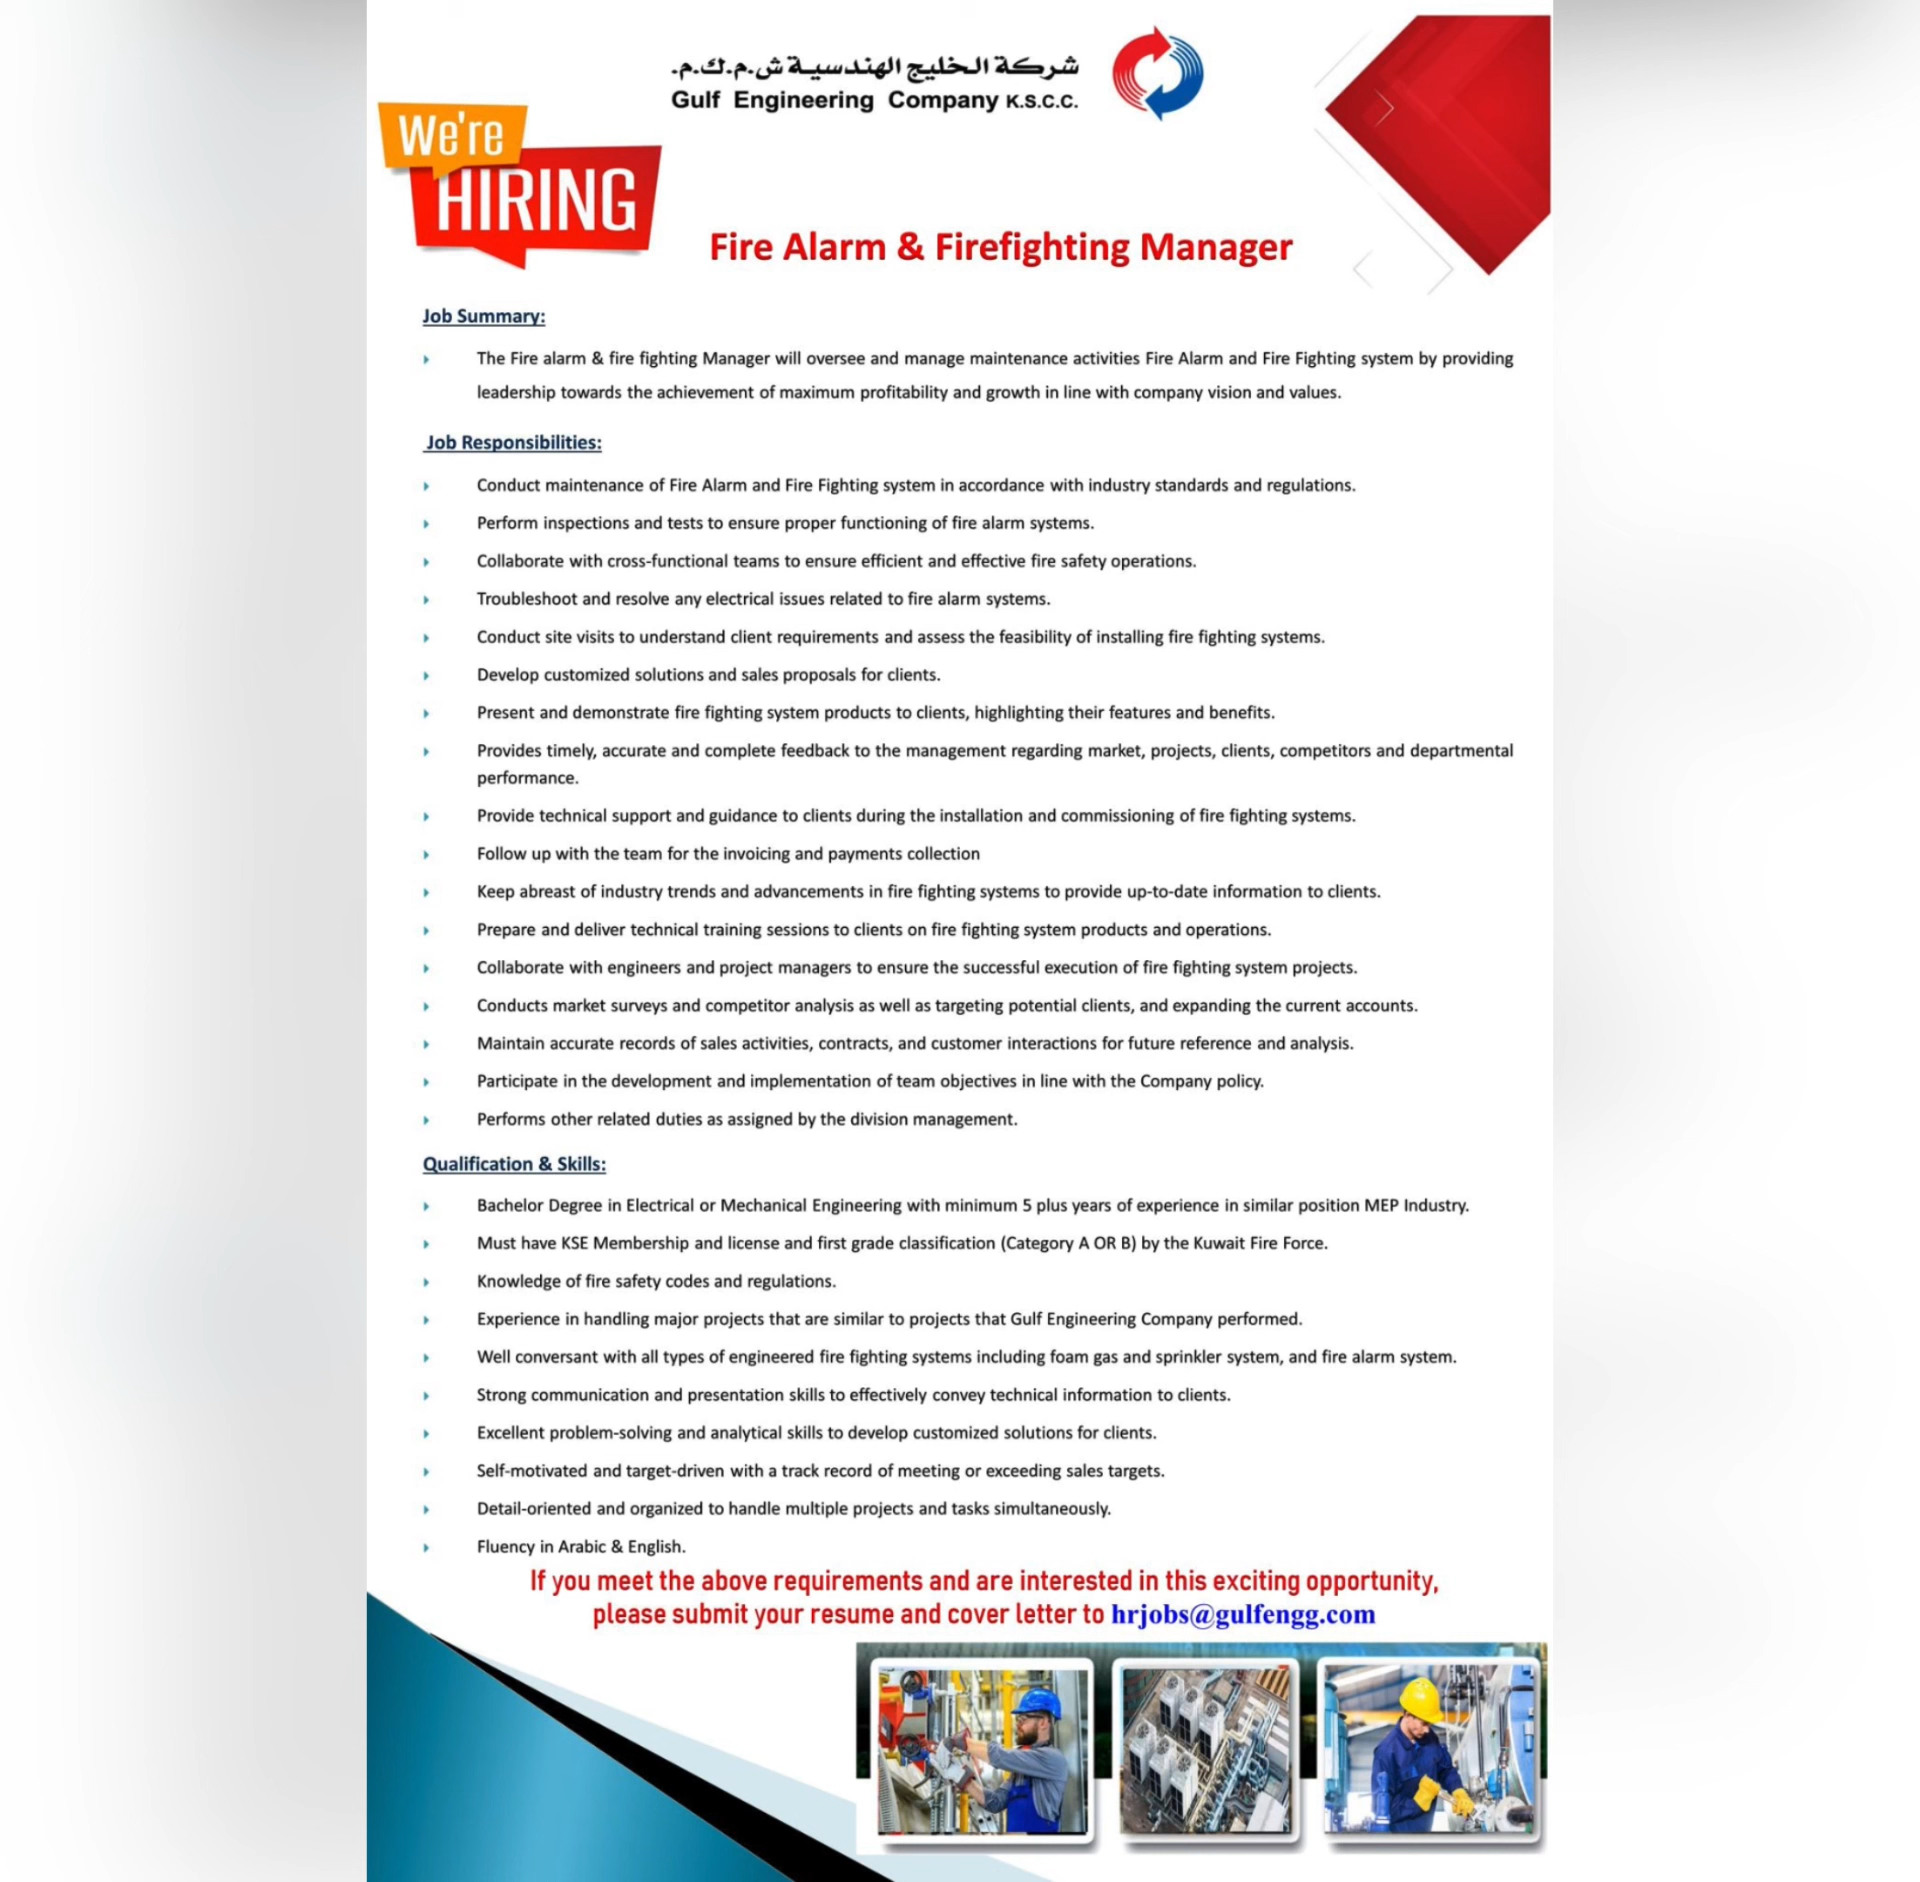 شركة الخليج الهندسية ش.م.ك.م.
Gulf Engineering Company K.S.C.C.
We're
HIRING
Fire Alarm & Firefighting Manager
Job Summary:
The Fire alarm & fire fighting Manager will oversee and manage maintenance activities Fire Alarm and Fire Fighting system by providing
leadership towards the achievement of maximum profitability and growth in line with company vision and values.
Job Responsibilities:
Conduct maintenance of Fire Alarm and Fire Fighting system in accordance with industry standards and regulations.
Perform inspections and tests to ensure proper functioning of fire alarm systems.
Collaborate with cross-functional teams to ensure efficient and effective fire safety operations.
Troubleshoot and resolve any electrical issues related to fire alarm systems.
Conduct site visits to understand client requirements and assess the feasibility of installing fire fighting systems.
Develop customized solutions and sales proposals for clients.
Present and demonstrate fire fighting system products to clients, highlighting their features and benefits.
Provides timely, accurate and complete feedback to the management regarding market, projects, clients, competitors and departmental
performance.
Provide technical support and guidance to clients during the installation and commissioning of fire fighting systems.
Follow up with the team for the invoicing and payments collection
Keep abreast of industry trends and advancements in fire fighting systems to provide up-to-date information to clients.
Prepare and deliver technical training sessions to clients on fire fighting system products and operations.
Collaborate with engineers and project managers to ensure the successful execution of fire fighting system projects.
Conducts market surveys and competitor analysis as well as targeting potential clients, and expanding the current accounts.
Maintain accurate records of sales activities, contracts, and customer interactions for future reference and analysis.
Participate in the development and implementation of team objectives in line with the Company policy.
Performs other related duties as assigned by the division management.
Qualification & Skills:
Bachelor Degree in Electrical or Mechanical Engineering with minimum 5 plus years of experience in similar position MEP Industry.
Must have KSE Membership and license and first grade classification (Category A OR B) by the Kuwait Fire Force.
Knowledge of fire safety codes and regulations.
Experience in handling major projects that are similar to projects that Gulf Engineering Company performed.
Well conversant with all types of engineered fire fighting systems including foam gas and sprinkler system, and fire alarm system.
Strong communication and presentation skills to effectively convey technical information to clients.
Excellent problem-solving and analytical skills to develop customized solutions for clients.
Self-motivated and target-driven with a track record of meeting or exceeding sales targets.
Detail-oriented and organized to handle multiple projects and tasks simultaneously.
Fluency in Arabic & English.
If you meet the above requirements and are interested in this exciting opportunity,
please submit your resume and cover letter to hrjobs@gulfengg.com